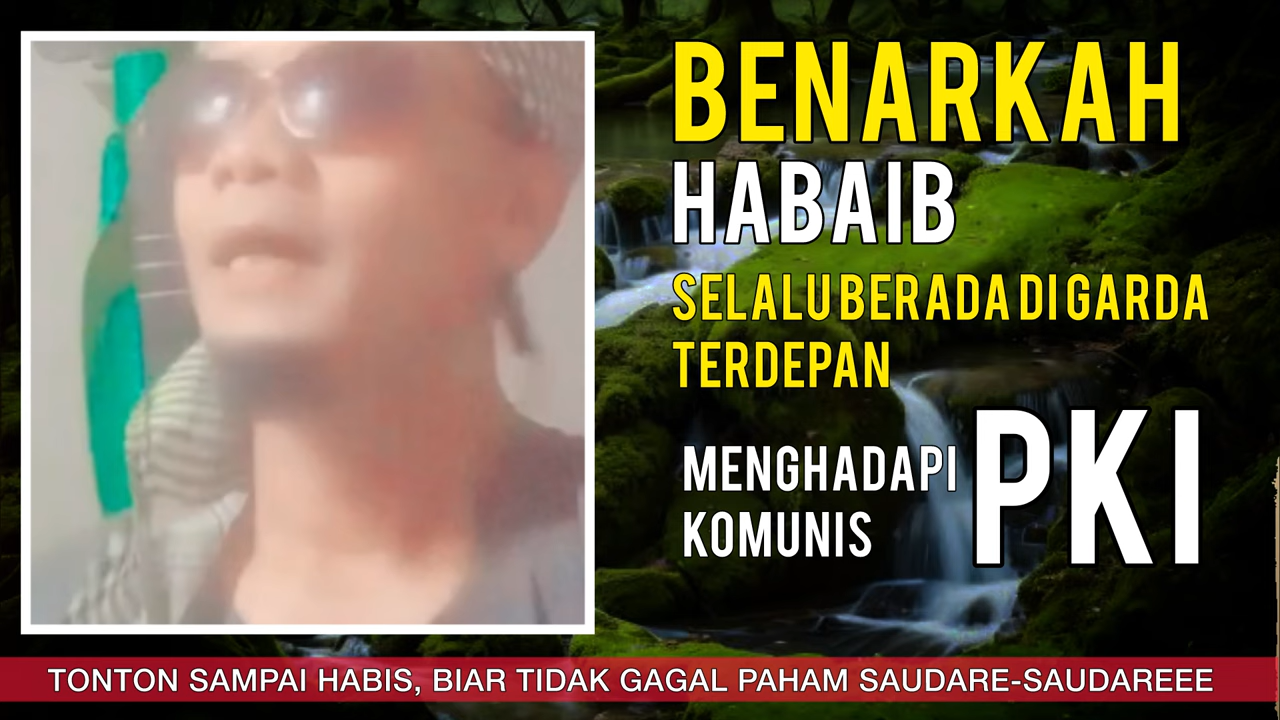 BENARKAH
HABAIB
SELALU BERADA DI GARDA
TERDEPAN
MENGHADAPI
KOMUNIS
PKI
TONTON SAMPAI HABIS, BIAR TIDAK GAGAL PAHAM SAUDARE-SAUDAREEE